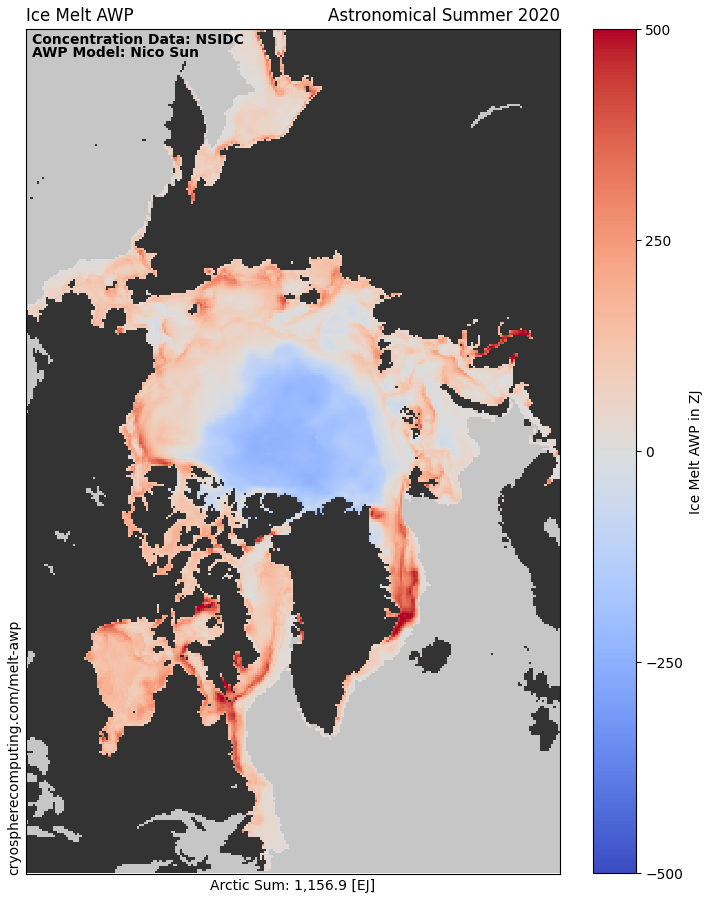 Ice Melt AWP
Astronomical Summer 2020
Concentration Data: NSIDC
AWP Model: Nico Sun
500
250
0
−250
−500
Ice Melt AWP in ZJ
cryospherecomputing.com/melt-awp
Arctic Sum: 1,156.9 [EJ]